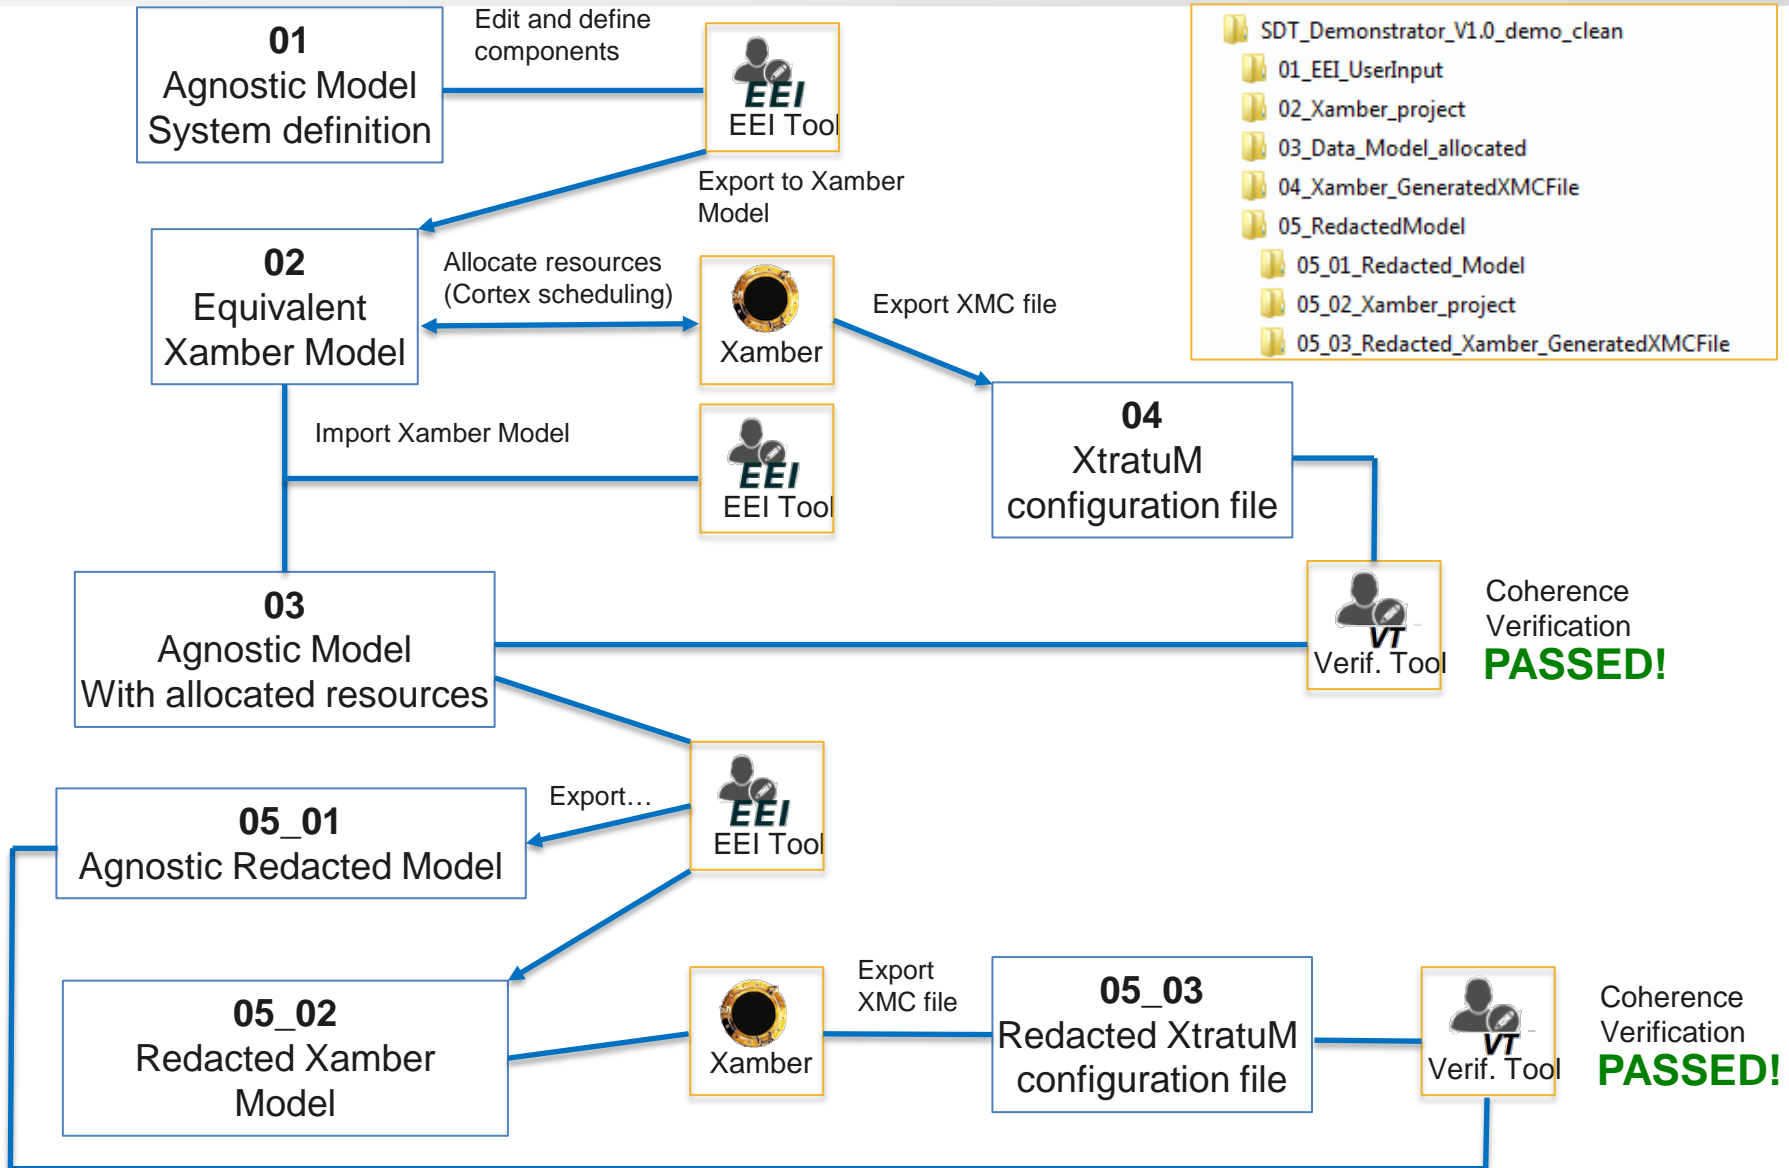 01
Agnostic Model
System definition
Edit and define
components
EEI
EEI Tool
SDT_Demonstrator_V1.0_demo_clean
01_EEI_UserInput
02_Xamber_project
03_Data_Model_allocated
04_Xamber_GeneratedXMCFile
05_RedactedModel
05_01_Redacted_Model
05_02_Xamber_project
05_03_Redacted_Xamber_GeneratedXMCFile
Export to Xamber
Model
02
Equivalent
Xamber Model
Allocate resources
(Cortex scheduling)
Xamber
Export XMC file
Import Xamber Model
EEI
EEI Tool
04
XtratuM
configuration file
03
Agnostic Model
With allocated resources
VT
Verif. Tool
Coherence
Verification
PASSED!
Export...
EEI
EEI Tool
05_01
Agnostic Redacted Model
05_02
Redacted Xamber
Model
Xamber
Export
XMC file
05_03
Redacted XtratuM
configuration file
VT
Verif. Tool
Coherence
Verification
PASSED!